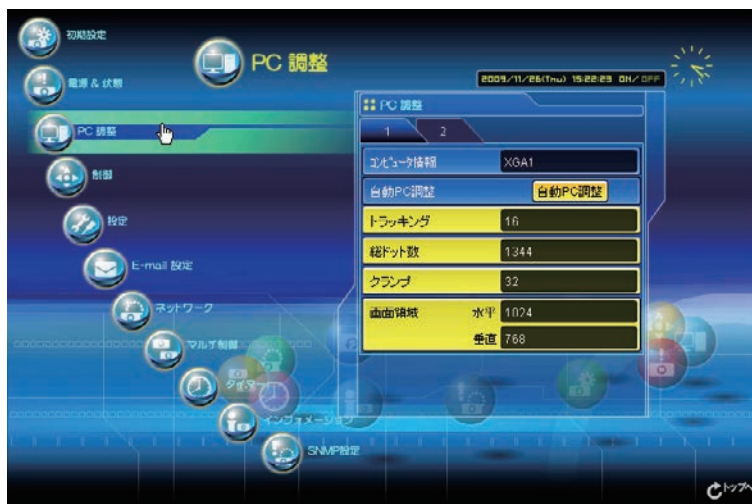 初期設定
電源 & 状態
PC 調整
制御
設定
E-mail 設定
ネットワーク
マルチ制御
タイマー
インフォメーション
SNMP設定
PC 調整
2009/11/26(Thu) 15:22:23 ON/OFF
PC 調整
1 2
コンピュータ情報 XGA1
自動PC調整 自動PC調整
トラッキング 16
総ドット数 1344
クランプ 32
画面領域 水平 1024
垂直 768
トップへ